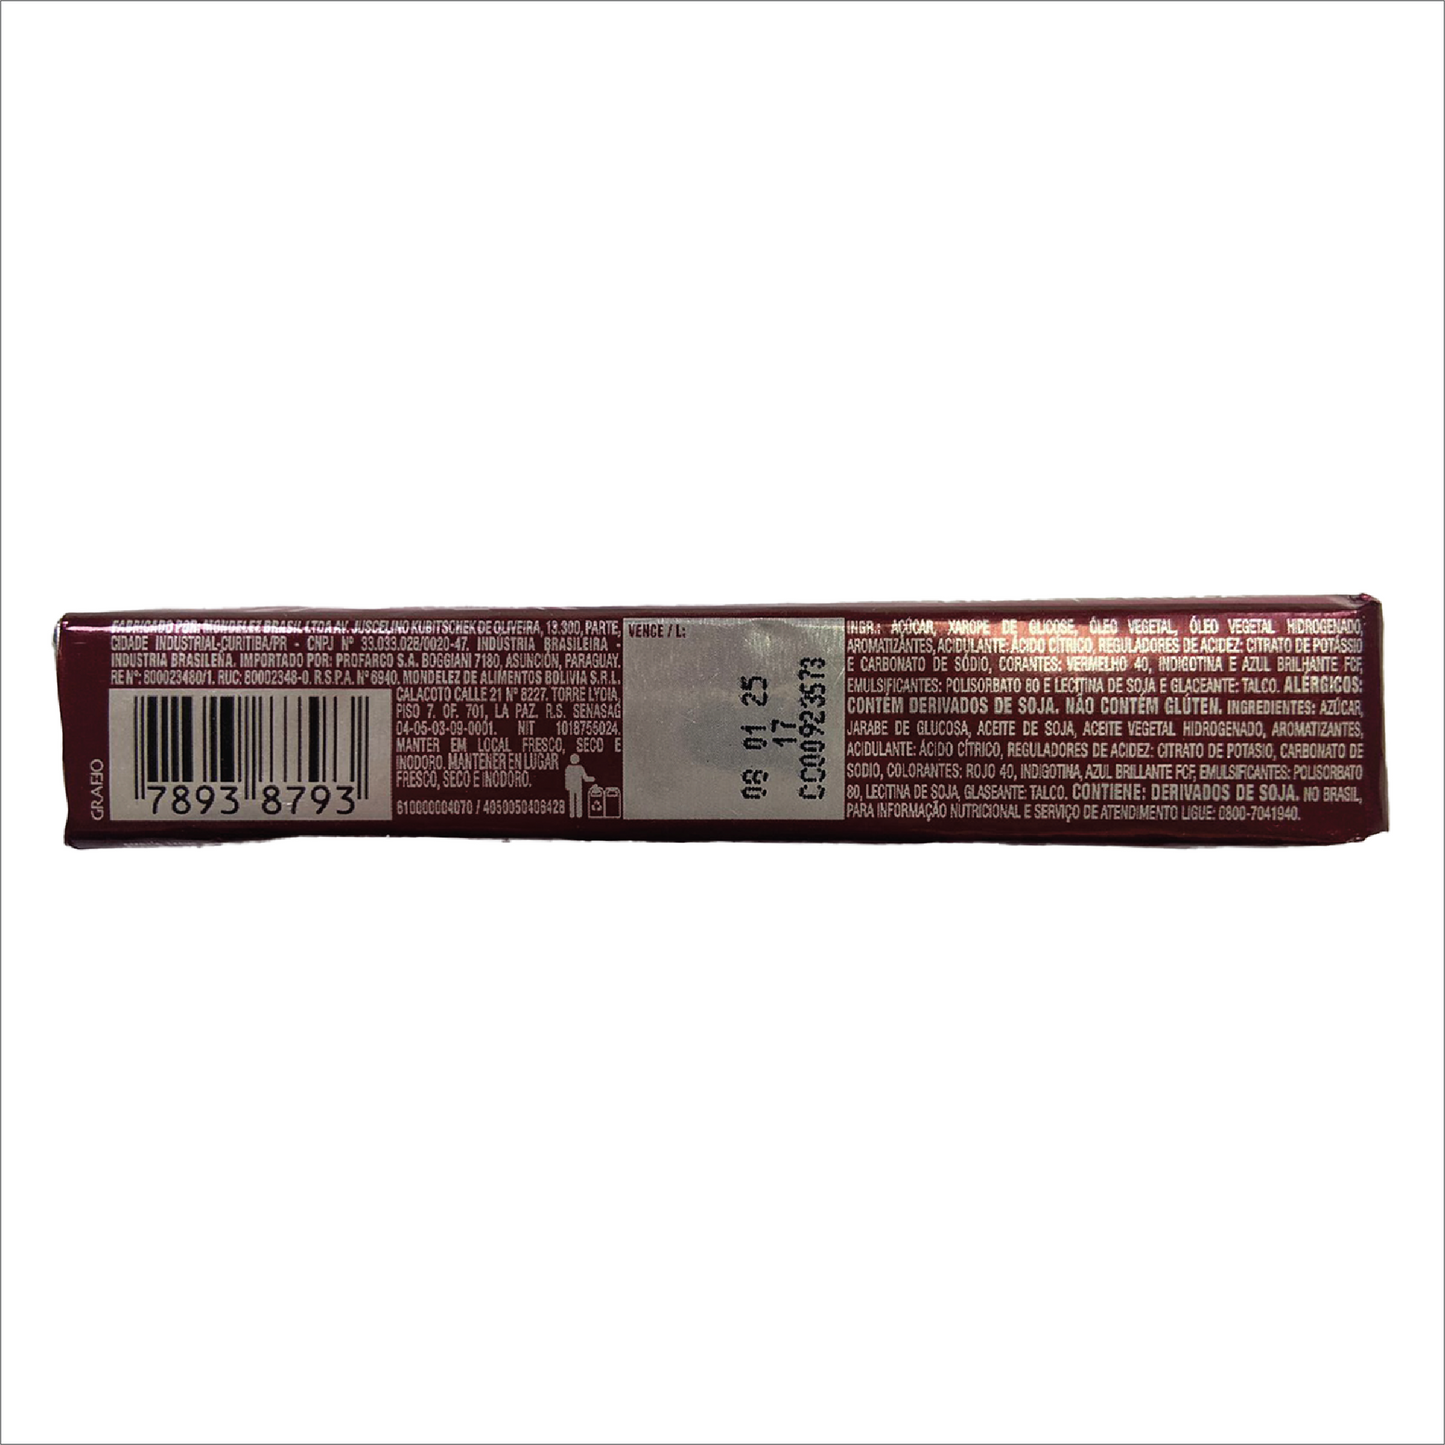 FABRICADO POR: MONDELEZ BRASIL LTDA AV. JUSCELINO KUBITSCHEK DE OLIVEIRA, 13.300, PARTE,
CIDADE INDUSTRIAL-CURITIBA/PR - CNPJ Nº 33.033.028/0020-47. INDÚSTRIA BRASILEIRA -
INDUSTRIA BRASILEÑA. IMPORTADO POR: PROFARCO S.A. BOGGIANI 7180, ASUNCIÓN, PARAGUAY.
RE Nº: 800023480/1. RUC: 80002348-0. R.S.P.A. Nº 6940. MONDELEZ DE ALIMENTOS BOLIVIA S.R.L.
CALACOTO CALLE 21 Nº 8227. TORRE LYDIA,
PISO 7. OF. 701, LA PAZ. R.S. SENASAG
04-05-03-09-0001. NIT 1018755024.
MANTER EM LOCAL FRESCO, SECO E
INODORO. MANTENER EN LUGAR
FRESCO, SECO E INODORO.
610000004070 / 4050050408428
GRAFJO
7893 8793
VENCE / L:
08 01 25
17
CC00923573
INGR.: AÇÚCAR, XAROPE DE GLICOSE, ÓLEO VEGETAL, ÓLEO VEGETAL HIDROGENADO,
AROMATIZANTES, ACIDULANTE: ÁCIDO CÍTRICO, REGULADORES DE ACIDEZ: CITRATO DE POTÁSSIO
E CARBONATO DE SÓDIO, CORANTES: VERMELHO 40, INDIGOTINA E AZUL BRILHANTE FCF,
EMULSIFICANTES: POLISORBATO 80 E LECITINA DE SOJA E GLACEANTE: TALCO. ALÉRGICOS:
CONTÉM DERIVADOS DE SOJA. NÃO CONTÉM GLÚTEN. INGREDIENTES: AZÚCAR,
JARABE DE GLUCOSA, ACEITE DE SOJA, ACEITE VEGETAL HIDROGENADO, AROMATIZANTES,
ACIDULANTE: ÁCIDO CÍTRICO, REGULADORES DE ACIDEZ: CITRATO DE POTASIO, CARBONATO DE
SODIO, COLORANTES: ROJO 40, INDIGOTINA, AZUL BRILLANTE FCF, EMULSIFICANTES: POLISORBATO
80, LECITINA DE SOJA, GLASEANTE: TALCO. CONTIENE: DERIVADOS DE SOJA. NO BRASIL,
PARA INFORMAÇÃO NUTRICIONAL E SERVIÇO DE ATENDIMENTO LIGUE: 0800-7041940.